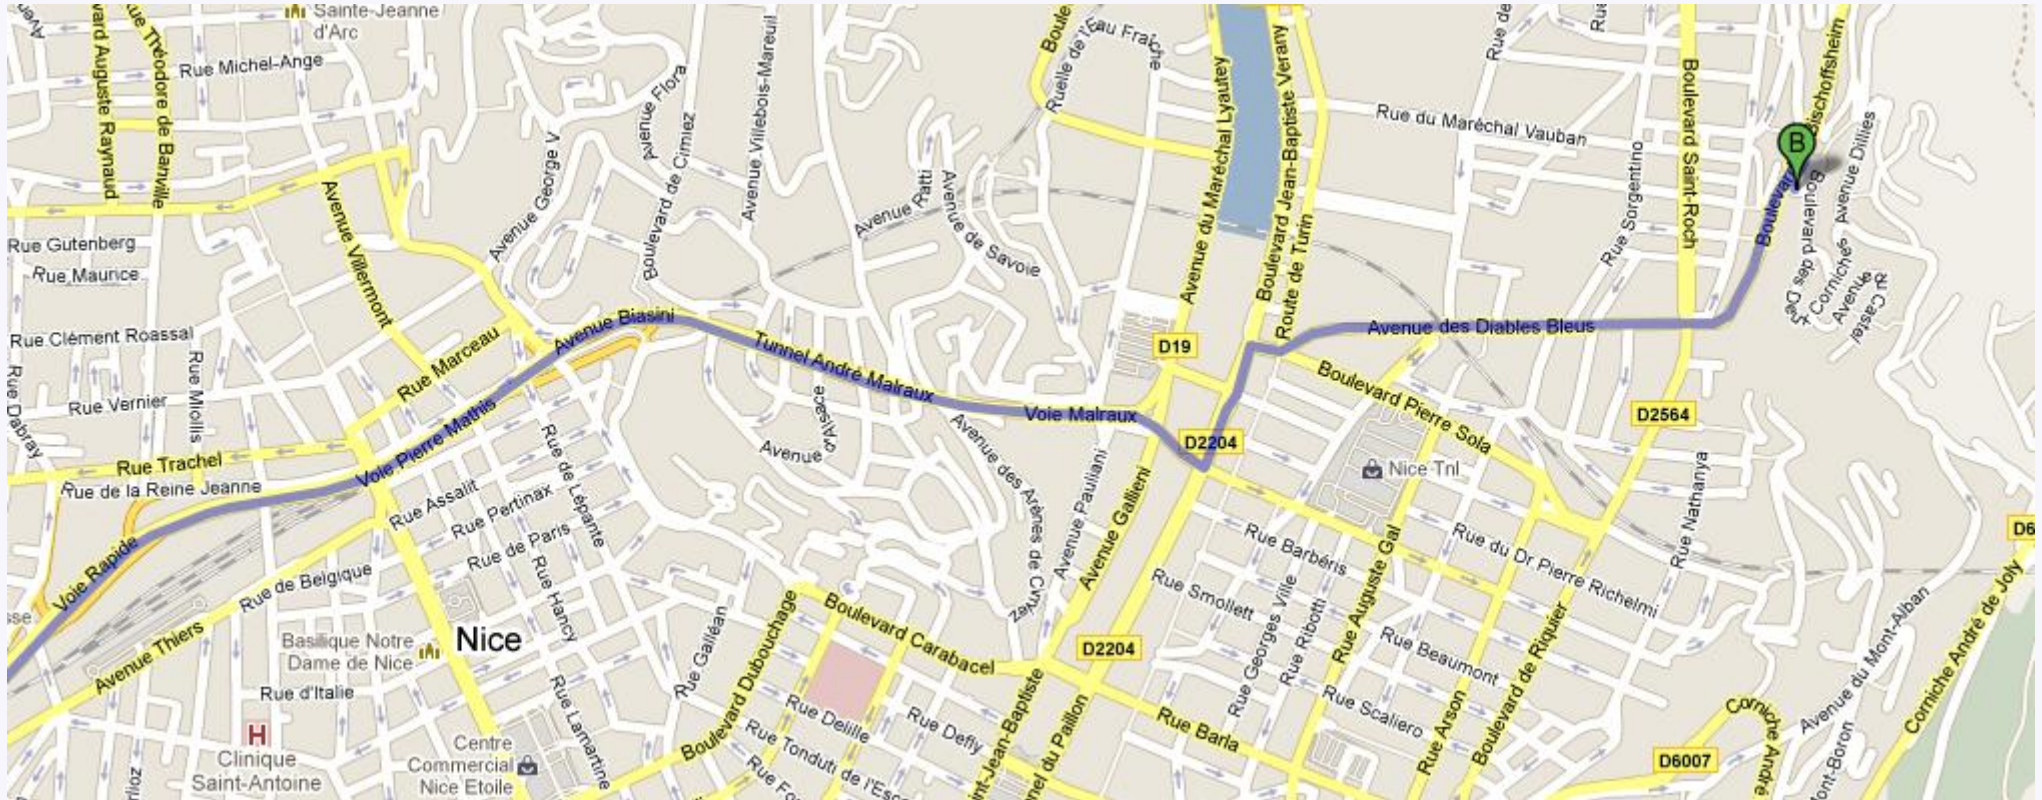 Sainte-Jeanne
d'Arc
Rue Michel-Ange
Rue Théodore de Banville
Avenue Flora
Avenue Villebois-Mareuil
Ruelle de l'Eau Fraîche
Boulevard de Cimiez
Avenue George V
Avenue Villermont
Avenue Ratti
Avenue de Savoie
Avenue du Maréchal Lyautey
Boulevard Jean-Baptiste Verany
Route de Turin
Rue du Maréchal Vauban
Rue Sorgentino
Boulevard Saint-Roch
B
Bischoffsheim
Avenue Dillies
Rue Gutenberg
Rue Maurice
Rue Clément Roassal
Rue Miollis
Rue Vernier
Rue Dabray
Rue Marceau
Avenue Biasini
Tunnel André Malraux
Voie Malraux
D19
Avenue des Diables Bleus
Boulevard Pierre Sola
D2564
D2204
Nice Tnl
Rue Trachel
Rue de la Reine Jeanne
Voie Pierre Mathis
Voie Rapide
Rue Assalit
Rue Pertinax
Rue de Paris
Rue de Lépante
Rue Hancy
Avenue d'Alsace
Avenue des Arènes de Cimiez
Avenue Pauliani
Avenue Gallieni
Rue Barbéris
Rue Smollett
Rue Georges Ville
Rue Ribotti
Rue Auguste Gal
Rue du Dr Pierre Richelmi
Rue Nathanya
D6
Rue de Belgique
Avenue Thiers
Basilique Notre
Dame de Nice
Nice
Rue d'Italie
H
Clinique
Saint-Antoine
Centre
Commercial
Nice Etoile
Rue Lamartine
Rue Galléan
Boulevard Dubouchage
Boulevard Carabacel
D2204
Rue Delille
Rue Defly
Rue Tonduti de l'Esc
Rue Barla
Rue Beaumont
Rue Scaliero
Rue Arson
Boulevard de Riquier
D6007
Corniche André
Avenue du Mont-Alban
Corniche André de Joly